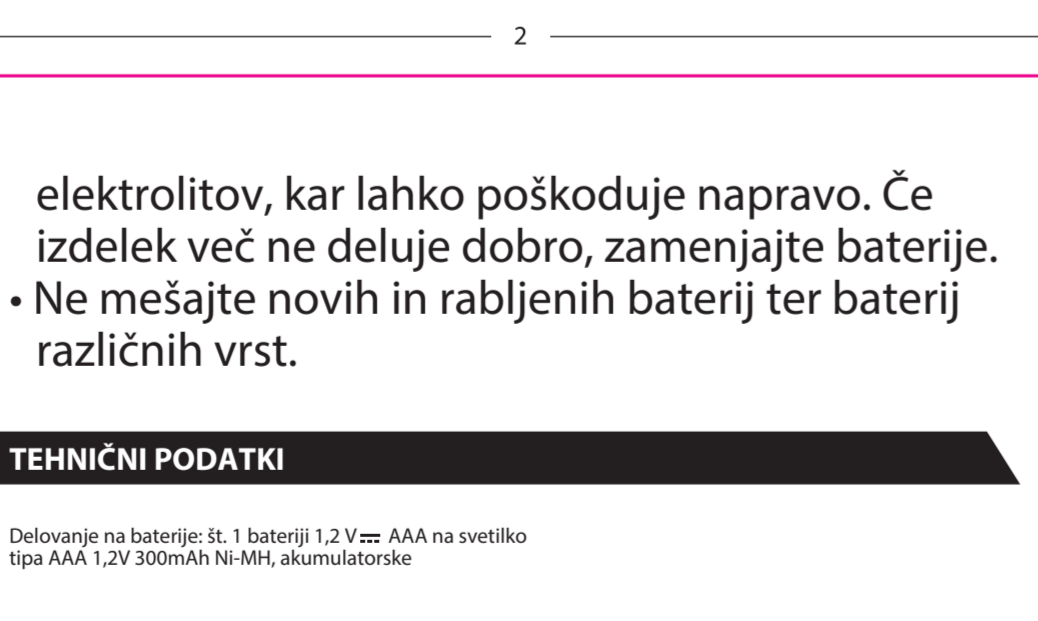 2
elektrolitov, kar lahko poškoduje napravo. Če
izdelek več ne deluje dobro, zamenjajte baterije.
• Ne mešajte novih in rabljenih baterij ter baterij
različnih vrst.
TEHNIČNI PODATKI
Delovanje na baterije: št. 1 bateriji 1,2 V⎓ AAA na svetilko
tipa AAA 1,2V 300mAh Ni-MH, akumulatorske